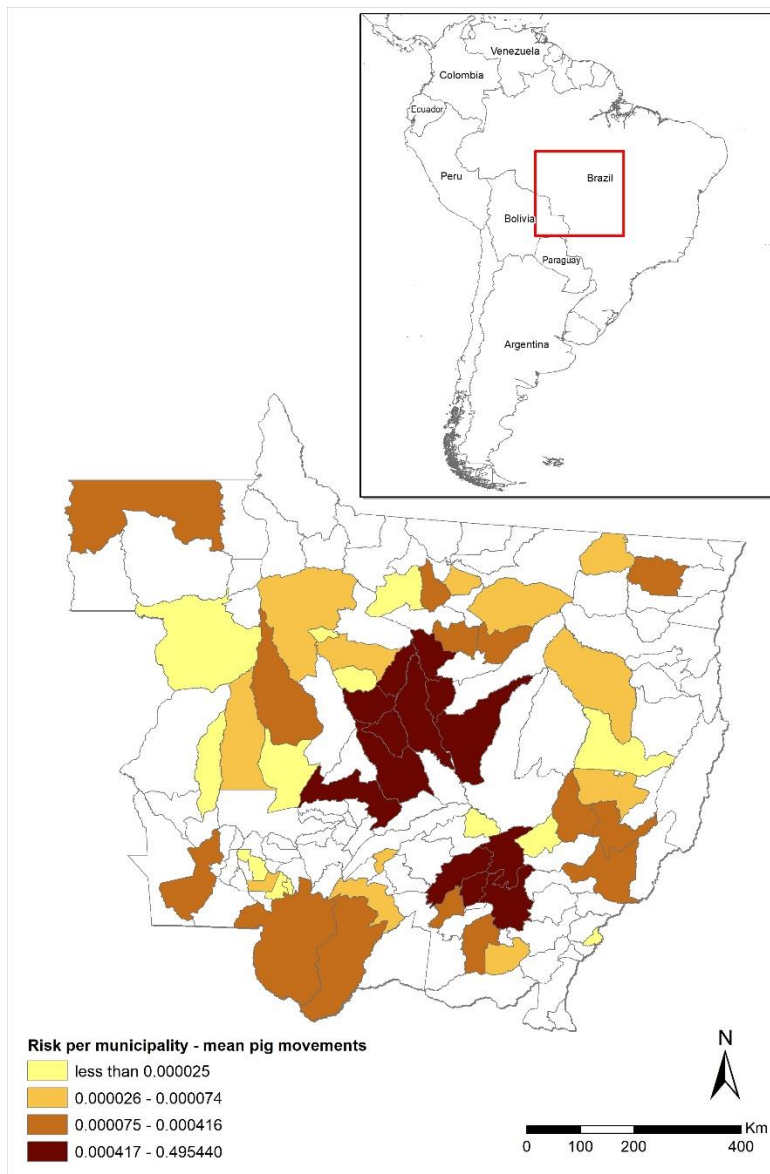 Venezuela
Colombia
Ecuador
Peru
Brazil
Bolivia
Paraguay
Argentina
Risk per municipality - mean pig movements
less than 0.000025
0.000026 - 0.000074
0.000075 - 0.000416
0.000417 - 0.495440
N
Km
0 100 200 400